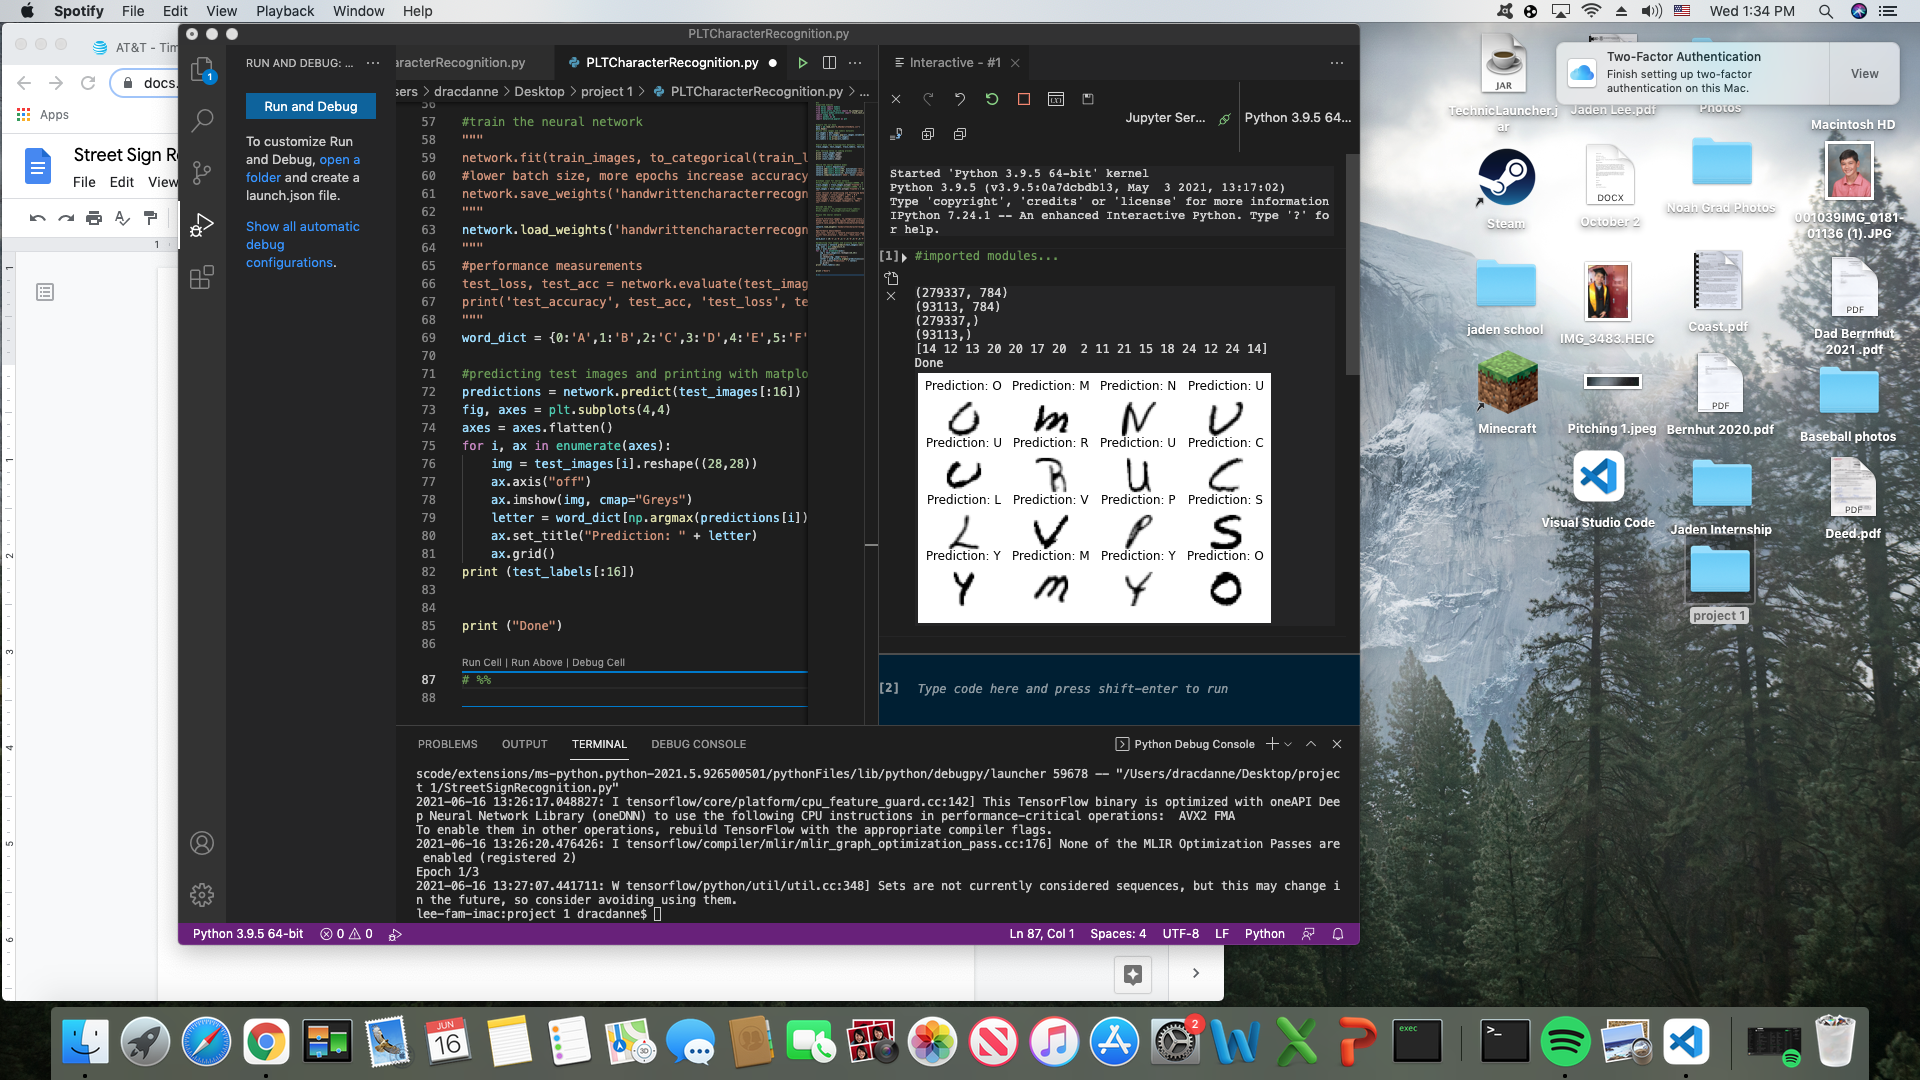 Spotify File Edit View Playback Window Help
Wed 1:34 PM
AT&T - Tim
docs.
Apps
Street Sign R
File Edit View
PLTCharacterRecognition.py
RUN AND DEBUG: ...
Run and Debug
To customize Run
and Debug, open a
folder and create a
launch.json file.
Show all automatic
debug
configurations.
aracterRecognition.py
PLTCharacterRecognition.py
sers > dracdanne > Desktop > project 1 > PLTCharacterRecognition.py > ...
56
57 #train the neural network
58 """
59 network.fit(train_images, to_categorical(train_l
60 #lower batch size, more epochs increase accuracy
61 network.save_weights('handwrittencharacterrecogn
62 """
63 network.load_weights('handwrittencharacterrecogn
64 """
65 #performance measurements
66 test_loss, test_acc = network.evaluate(test_imag
67 print('test_accuracy', test_acc, 'test_loss', te
68 """
69 word_dict = {0:'A',1:'B',2:'C',3:'D',4:'E',5:'F'
70
71 #predicting test images and printing with matplo
72 predictions = network.predict(test_images[:16])
73 fig, axes = plt.subplots(4,4)
74 axes = axes.flatten()
75 for i, ax in enumerate(axes):
76 img = test_images[i].reshape((28,28))
77 ax.axis("off")
78 ax.imshow(img, cmap="Greys")
79 letter = word_dict[np.argmax(predictions[i])
80 ax.set_title("Prediction: " + letter)
81 ax.grid()
82 print (test_labels[:16])
83
84
85 print ("Done")
86
Run Cell | Run Above | Debug Cell
87 # %%
88
Interactive - #1
Jupyter Ser...
Python 3.9.5 64...
Started 'Python 3.9.5 64-bit' kernel
Python 3.9.5 (v3.9.5:0a7dcbdb13, May 3 2021, 13:17:02)
Type 'copyright', 'credits' or 'license' for more information
IPython 7.24.1 -- An enhanced Interactive Python. Type '?' fo
r help.
[1] #imported modules...
(279337, 784)
(93113, 784)
(279337,)
(93113,)
[14 12 13 20 20 17 20 2 11 21 15 18 24 12 24 14]
Done
Prediction: O Prediction: M Prediction: N Prediction: U
O m N U
Prediction: U Prediction: R Prediction: U Prediction: C
U R U C
Prediction: L Prediction: V Prediction: P Prediction: S
L V P S
Prediction: Y Prediction: M Prediction: Y Prediction: O
Y m Y O
[2] Type code here and press shift-enter to run
PROBLEMS OUTPUT TERMINAL DEBUG CONSOLE
Python Debug Console
scode/extensions/ms-python.python-2021.5.926500501/pythonFiles/lib/python/debugpy/launcher 59678 -- "/Users/dracdanne/Desktop/projec
t 1/StreetSignRecognition.py"
2021-06-16 13:26:17.048827: I tensorflow/core/platform/cpu_feature_guard.cc:142] This TensorFlow binary is optimized with oneAPI Dee
p Neural Network Library (oneDNN) to use the following CPU instructions in performance-critical operations: AVX2 FMA
To enable them in other operations, rebuild TensorFlow with the appropriate compiler flags.
2021-06-16 13:26:20.476426: I tensorflow/compiler/mlir/mlir_graph_optimization_pass.cc:176] None of the MLIR Optimization Passes are
enabled (registered 2)
Epoch 1/3
2021-06-16 13:27:07.441711: W tensorflow/python/util/util.cc:348] Sets are not currently considered sequences, but this may change i
n the future, so consider avoiding using them.
lee-fam-imac:project 1 dracdanne$
Python 3.9.5 64-bit 0 0
Ln 87, Col 1 Spaces: 4 UTF-8 LF Python
Two-Factor Authentication
Finish setting up two-factor
authentication on this Mac.
View
JAR
TechnicLauncher.j
ar
Jaden Lee.pdf
Photos
Macintosh HD
Steam
DOCX
October 2
Noah Grad Photos
001039IMG_0181-
01136 (1).JPG
jaden school
IMG_3483.HEIC
Coast.pdf
PDF
Dad Berrnhut
2021 .pdf
Minecraft
Pitching 1.jpeg
PDF
Bernhut 2020.pdf
Baseball photos
Visual Studio Code
Jaden Internship
PDF
Deed.pdf
project 1
JUN
16
2
exec